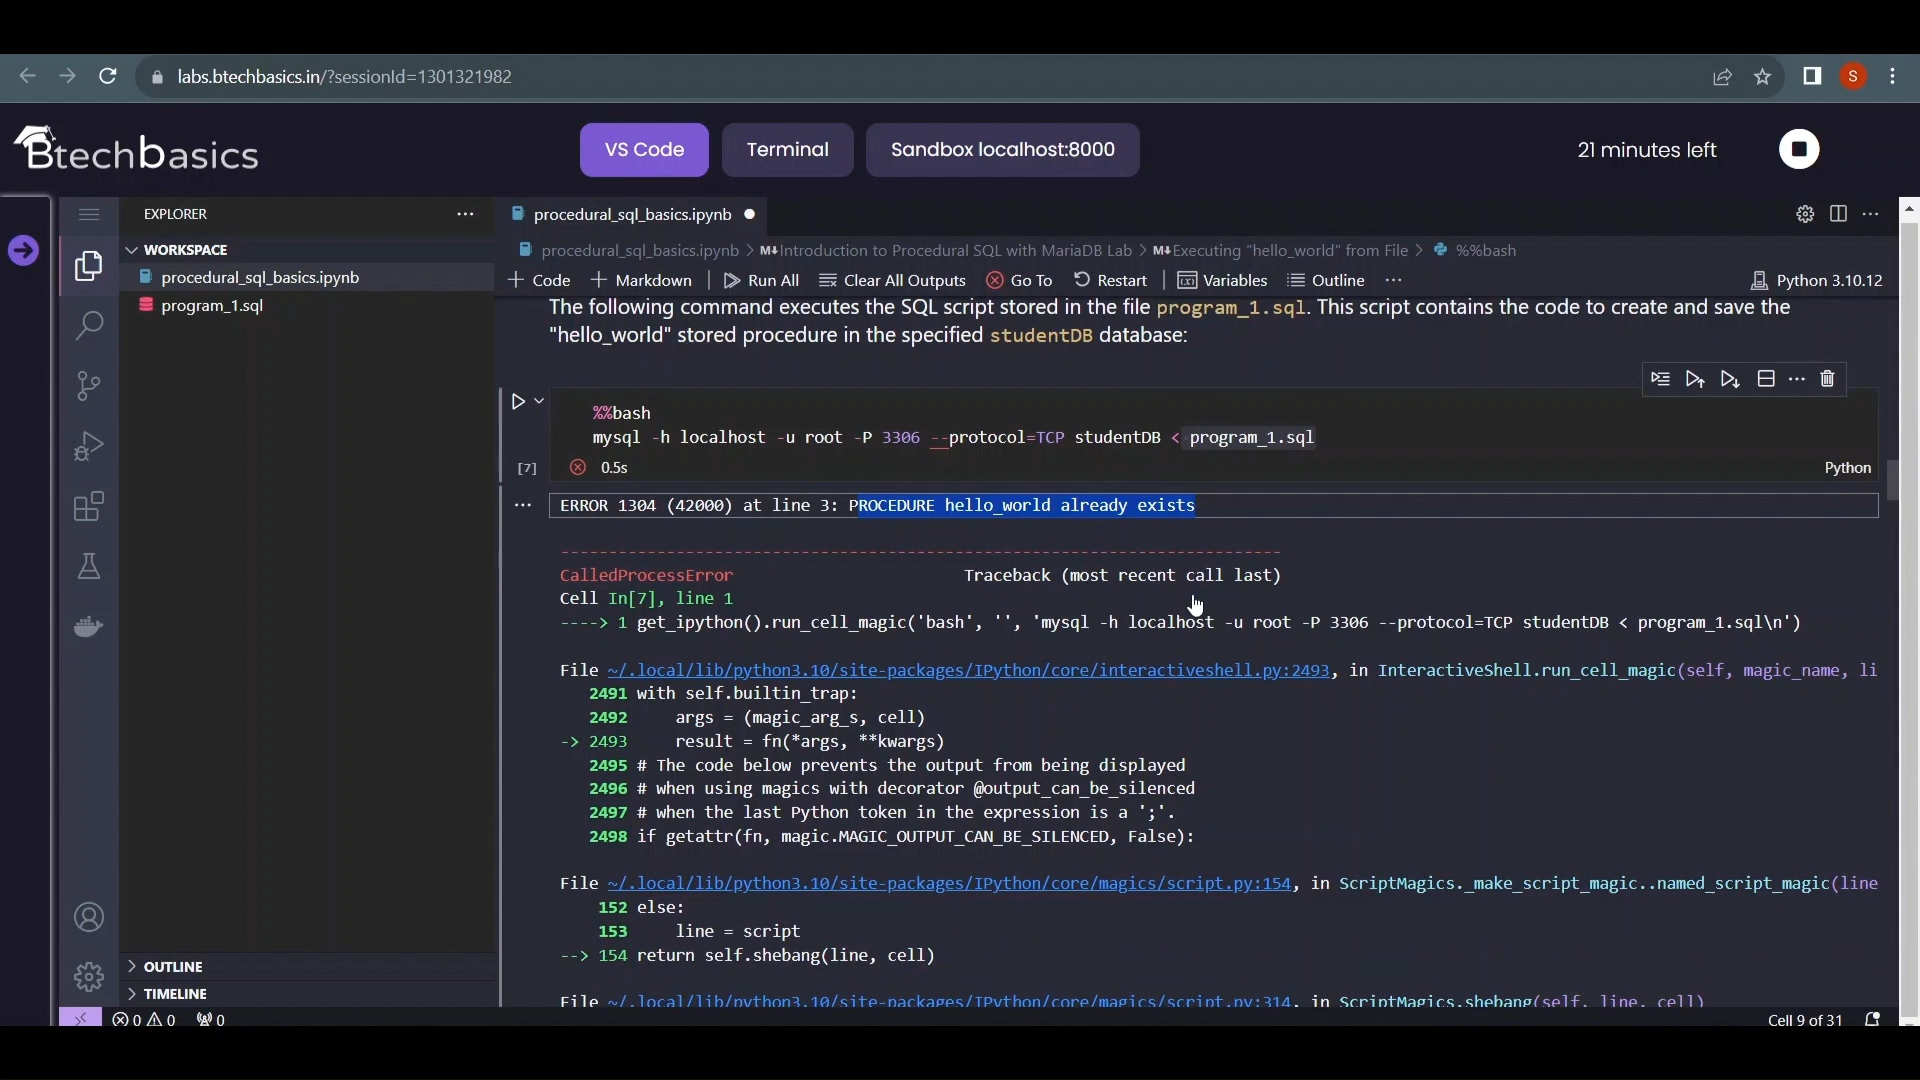 labs.btechbasics.in/?sessionId=1301321982
S
Btechbasics
VS Code
Terminal
Sandbox localhost:8000
21 minutes left
EXPLORER
WORKSPACE
procedural_sql_basics.ipynb
program_1.sql
OUTLINE
TIMELINE
procedural_sql_basics.ipynb
procedural_sql_basics.ipynb > M↓Introduction to Procedural SQL with MariaDB Lab > M↓Executing "hello_world" from File > %%bash
+ Code + Markdown | Run All Clear All Outputs Go To Restart | Variables Outline ... Python 3.10.12
The following command executes the SQL script stored in the file program_1.sql. This script contains the code to create and save the
"hello_world" stored procedure in the specified studentDB database:
%%bash
mysql -h localhost -u root -P 3306 --protocol=TCP studentDB < program_1.sql
[7] 0.5s Python
ERROR 1304 (42000) at line 3: PROCEDURE hello_world already exists
---------------------------------------------------------------------------
CalledProcessError Traceback (most recent call last)
Cell In[7], line 1
----> 1 get_ipython().run_cell_magic('bash', '', 'mysql -h localhost -u root -P 3306 --protocol=TCP studentDB < program_1.sql\n')
File ~/.local/lib/python3.10/site-packages/IPython/core/interactiveshell.py:2493, in InteractiveShell.run_cell_magic(self, magic_name, li
2491 with self.builtin_trap:
2492 args = (magic_arg_s, cell)
-> 2493 result = fn(*args, **kwargs)
2495 # The code below prevents the output from being displayed
2496 # when using magics with decorator @output_can_be_silenced
2497 # when the last Python token in the expression is a ';'.
2498 if getattr(fn, magic.MAGIC_OUTPUT_CAN_BE_SILENCED, False):
File ~/.local/lib/python3.10/site-packages/IPython/core/magics/script.py:154, in ScriptMagics._make_script_magic..named_script_magic(line
152 else:
153 line = script
--> 154 return self.shebang(line, cell)
File ~/.local/lib/python3.10/site-packages/IPython/core/magics/script.py:314, in ScriptMagics.shebang(self, line, cell)
0 0 0
Cell 9 of 31